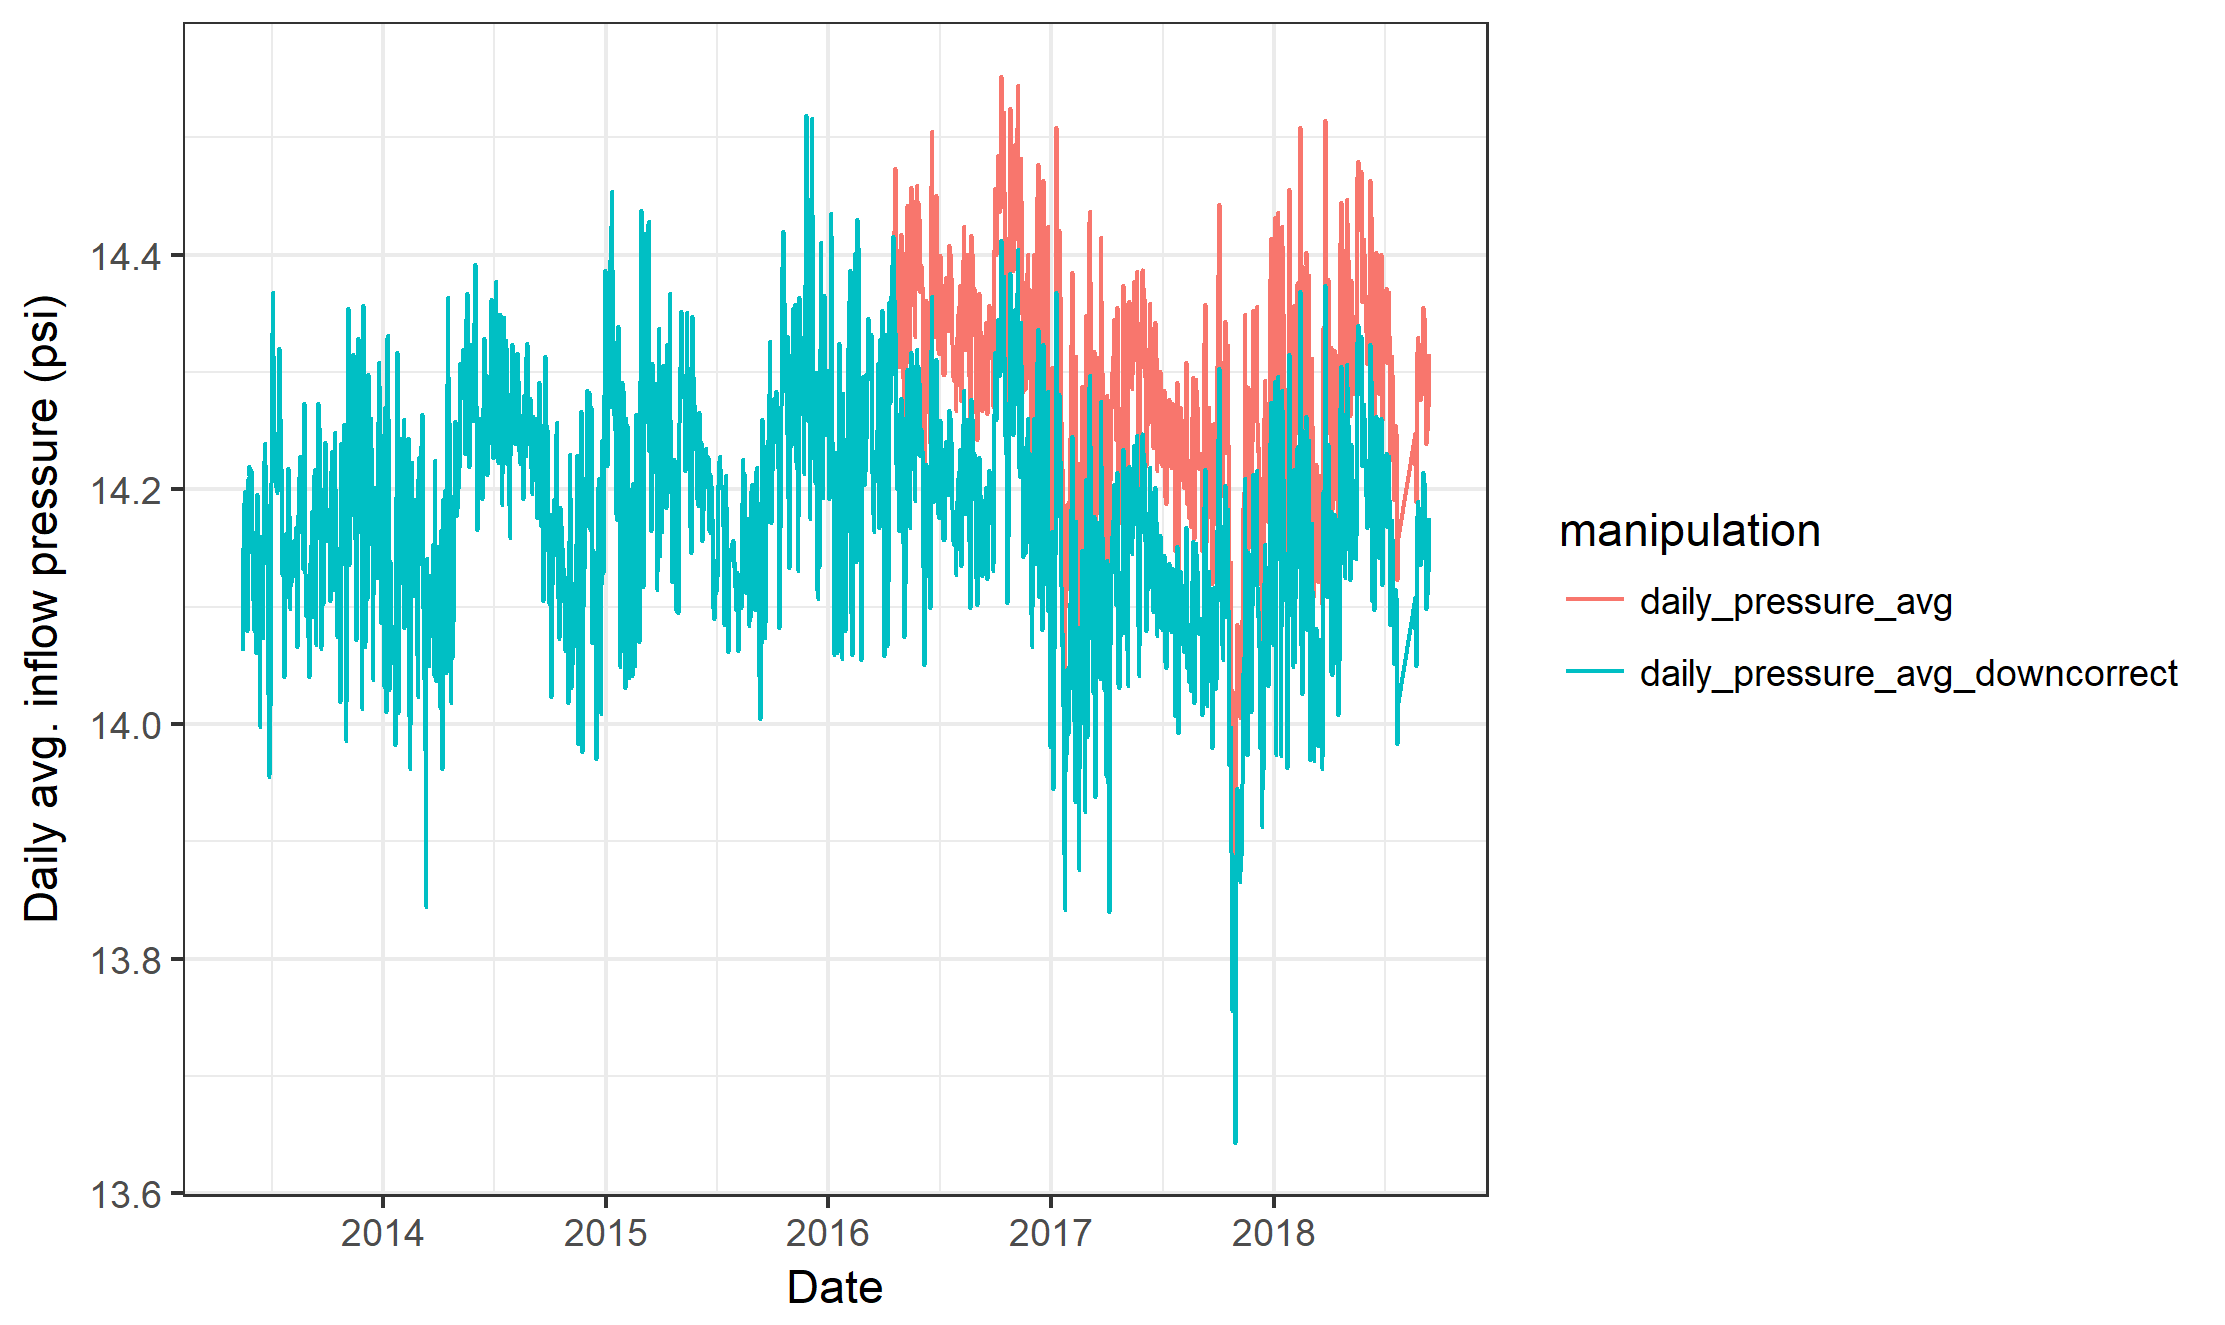 Daily avg. inflow pressure (psi)
14.4
14.2
14.0
13.8
13.6
2014 2015 2016 2017 2018
Date
manipulation
daily_pressure_avg
daily_pressure_avg_downcorrect